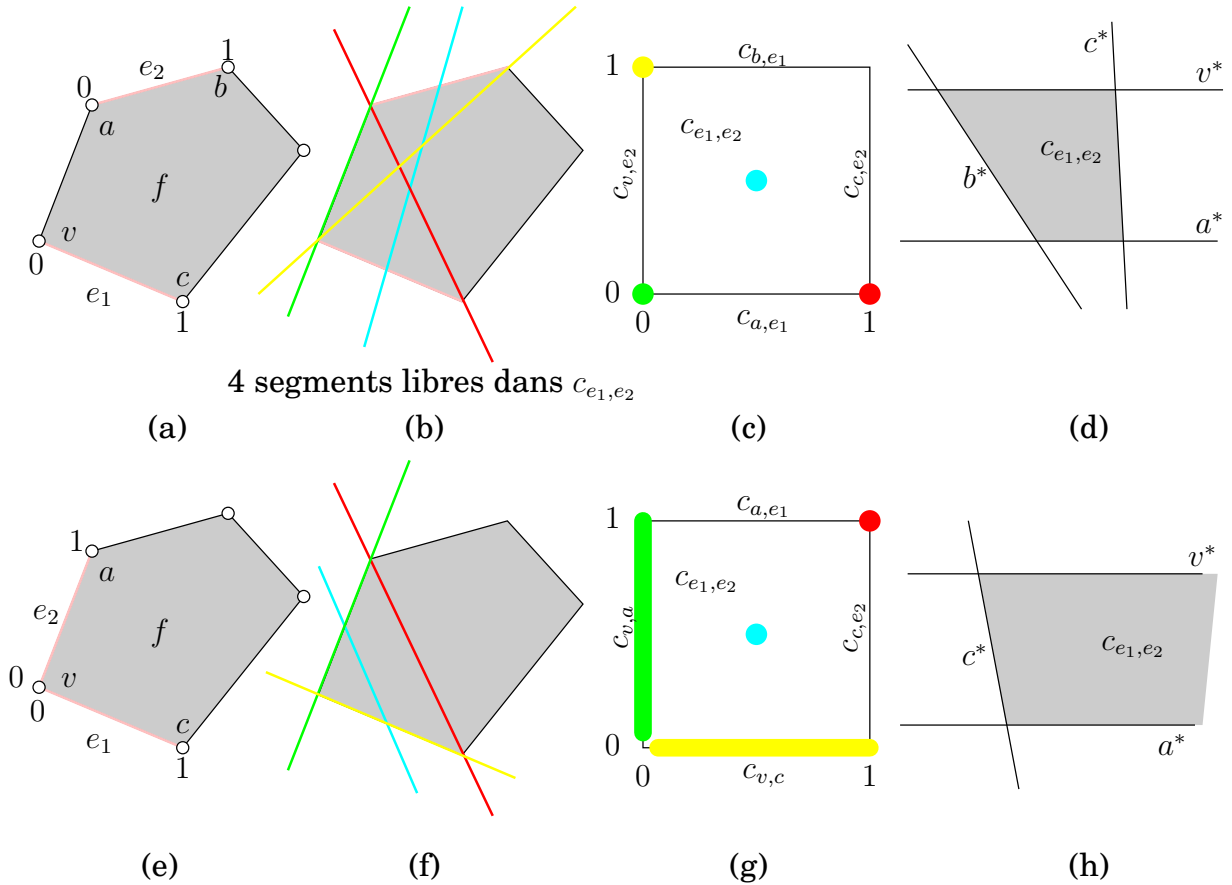 0
e₂
1
a
b
f
v
0
e₁
c
1
4 segments libres dans c_{e₁,e₂}
1
c_{b,e₁}
c_{e₁,e₂}
c_{v,e₂}
c_{c,e₂}
0
0
c_{a,e₁}
1
c*
v*
c_{e₁,e₂}
b*
a*
(a) (b) (c) (d)
1
a
e₂
f
0
v
0
e₁
c
1
1
c_{a,e₁}
c_{e₁,e₂}
c_{v,a}
c_{c,e₂}
0
0
c_{v,c}
1
v*
c*
c_{e₁,e₂}
a*
(e) (f) (g) (h)